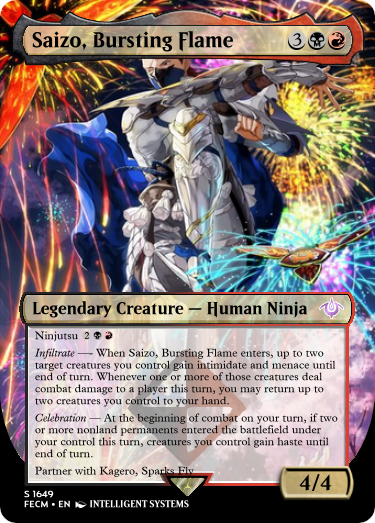 Saizo, Bursting Flame 3
Legendary Creature — Human Ninja
Ninjutsu 2
Infiltrate —- When Saizo, Bursting Flame enters, up to two
target creatures you control gain intimidate and menace until
end of turn. Whenever one or more of those creatures deal
combat damage to a player this turn, you may return up to
two creatures you control to your hand.
Celebration — At the beginning of combat on your turn, if two
or more nonland permanents entered the battlefield under
your control this turn, creatures you control gain haste until
end of turn.
Partner with Kagero, Sparks Fly
4/4
S 1649
FECM • EN INTELLIGENT SYSTEMS